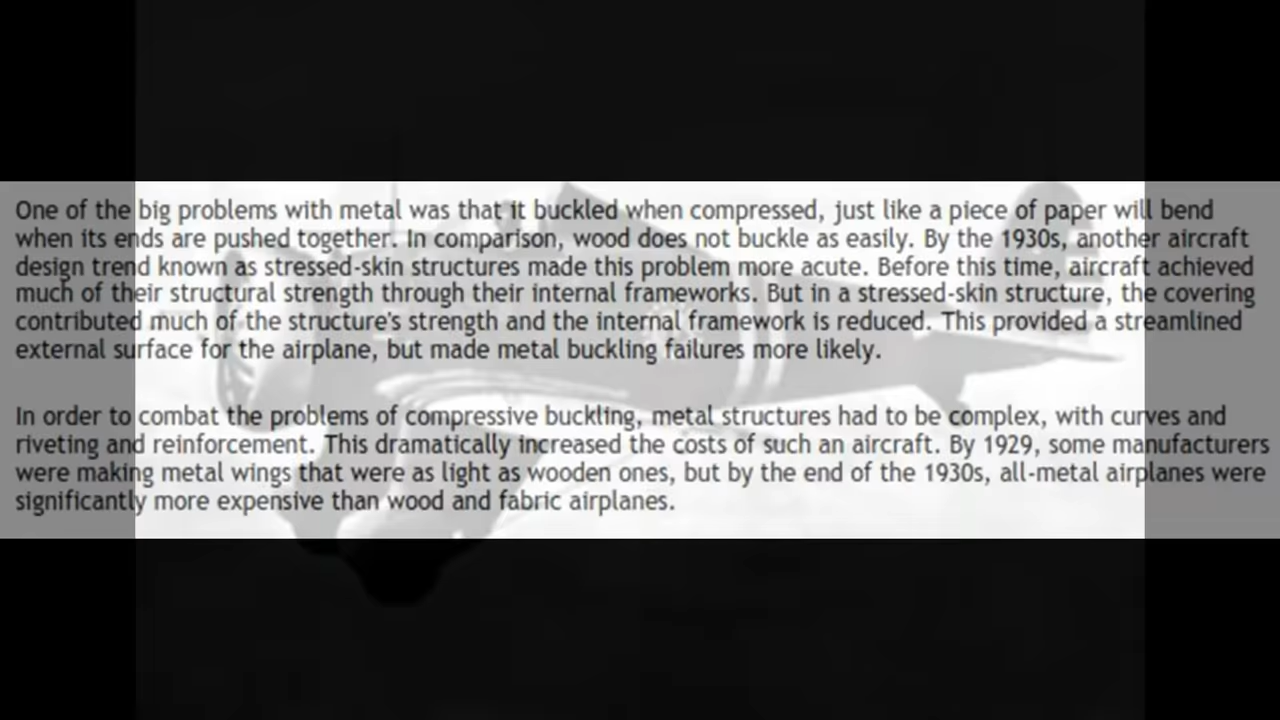 One of the big problems with metal was that it buckled when compressed, just like a piece of paper will bend
when its ends are pushed together. In comparison, wood does not buckle as easily. By the 1930s, another aircraft
design trend known as stressed-skin structures made this problem more acute. Before this time, aircraft achieved
much of their structural strength through their internal frameworks. But in a stressed-skin structure, the covering
contributed much of the structure's strength and the internal framework is reduced. This provided a streamlined
external surface for the airplane, but made metal buckling failures more likely.
In order to combat the problems of compressive buckling, metal structures had to be complex, with curves and
riveting and reinforcement. This dramatically increased the costs of such an aircraft. By 1929, some manufacturers
were making metal wings that were as light as wooden ones, but by the end of the 1930s, all-metal airplanes were
significantly more expensive than wood and fabric airplanes.